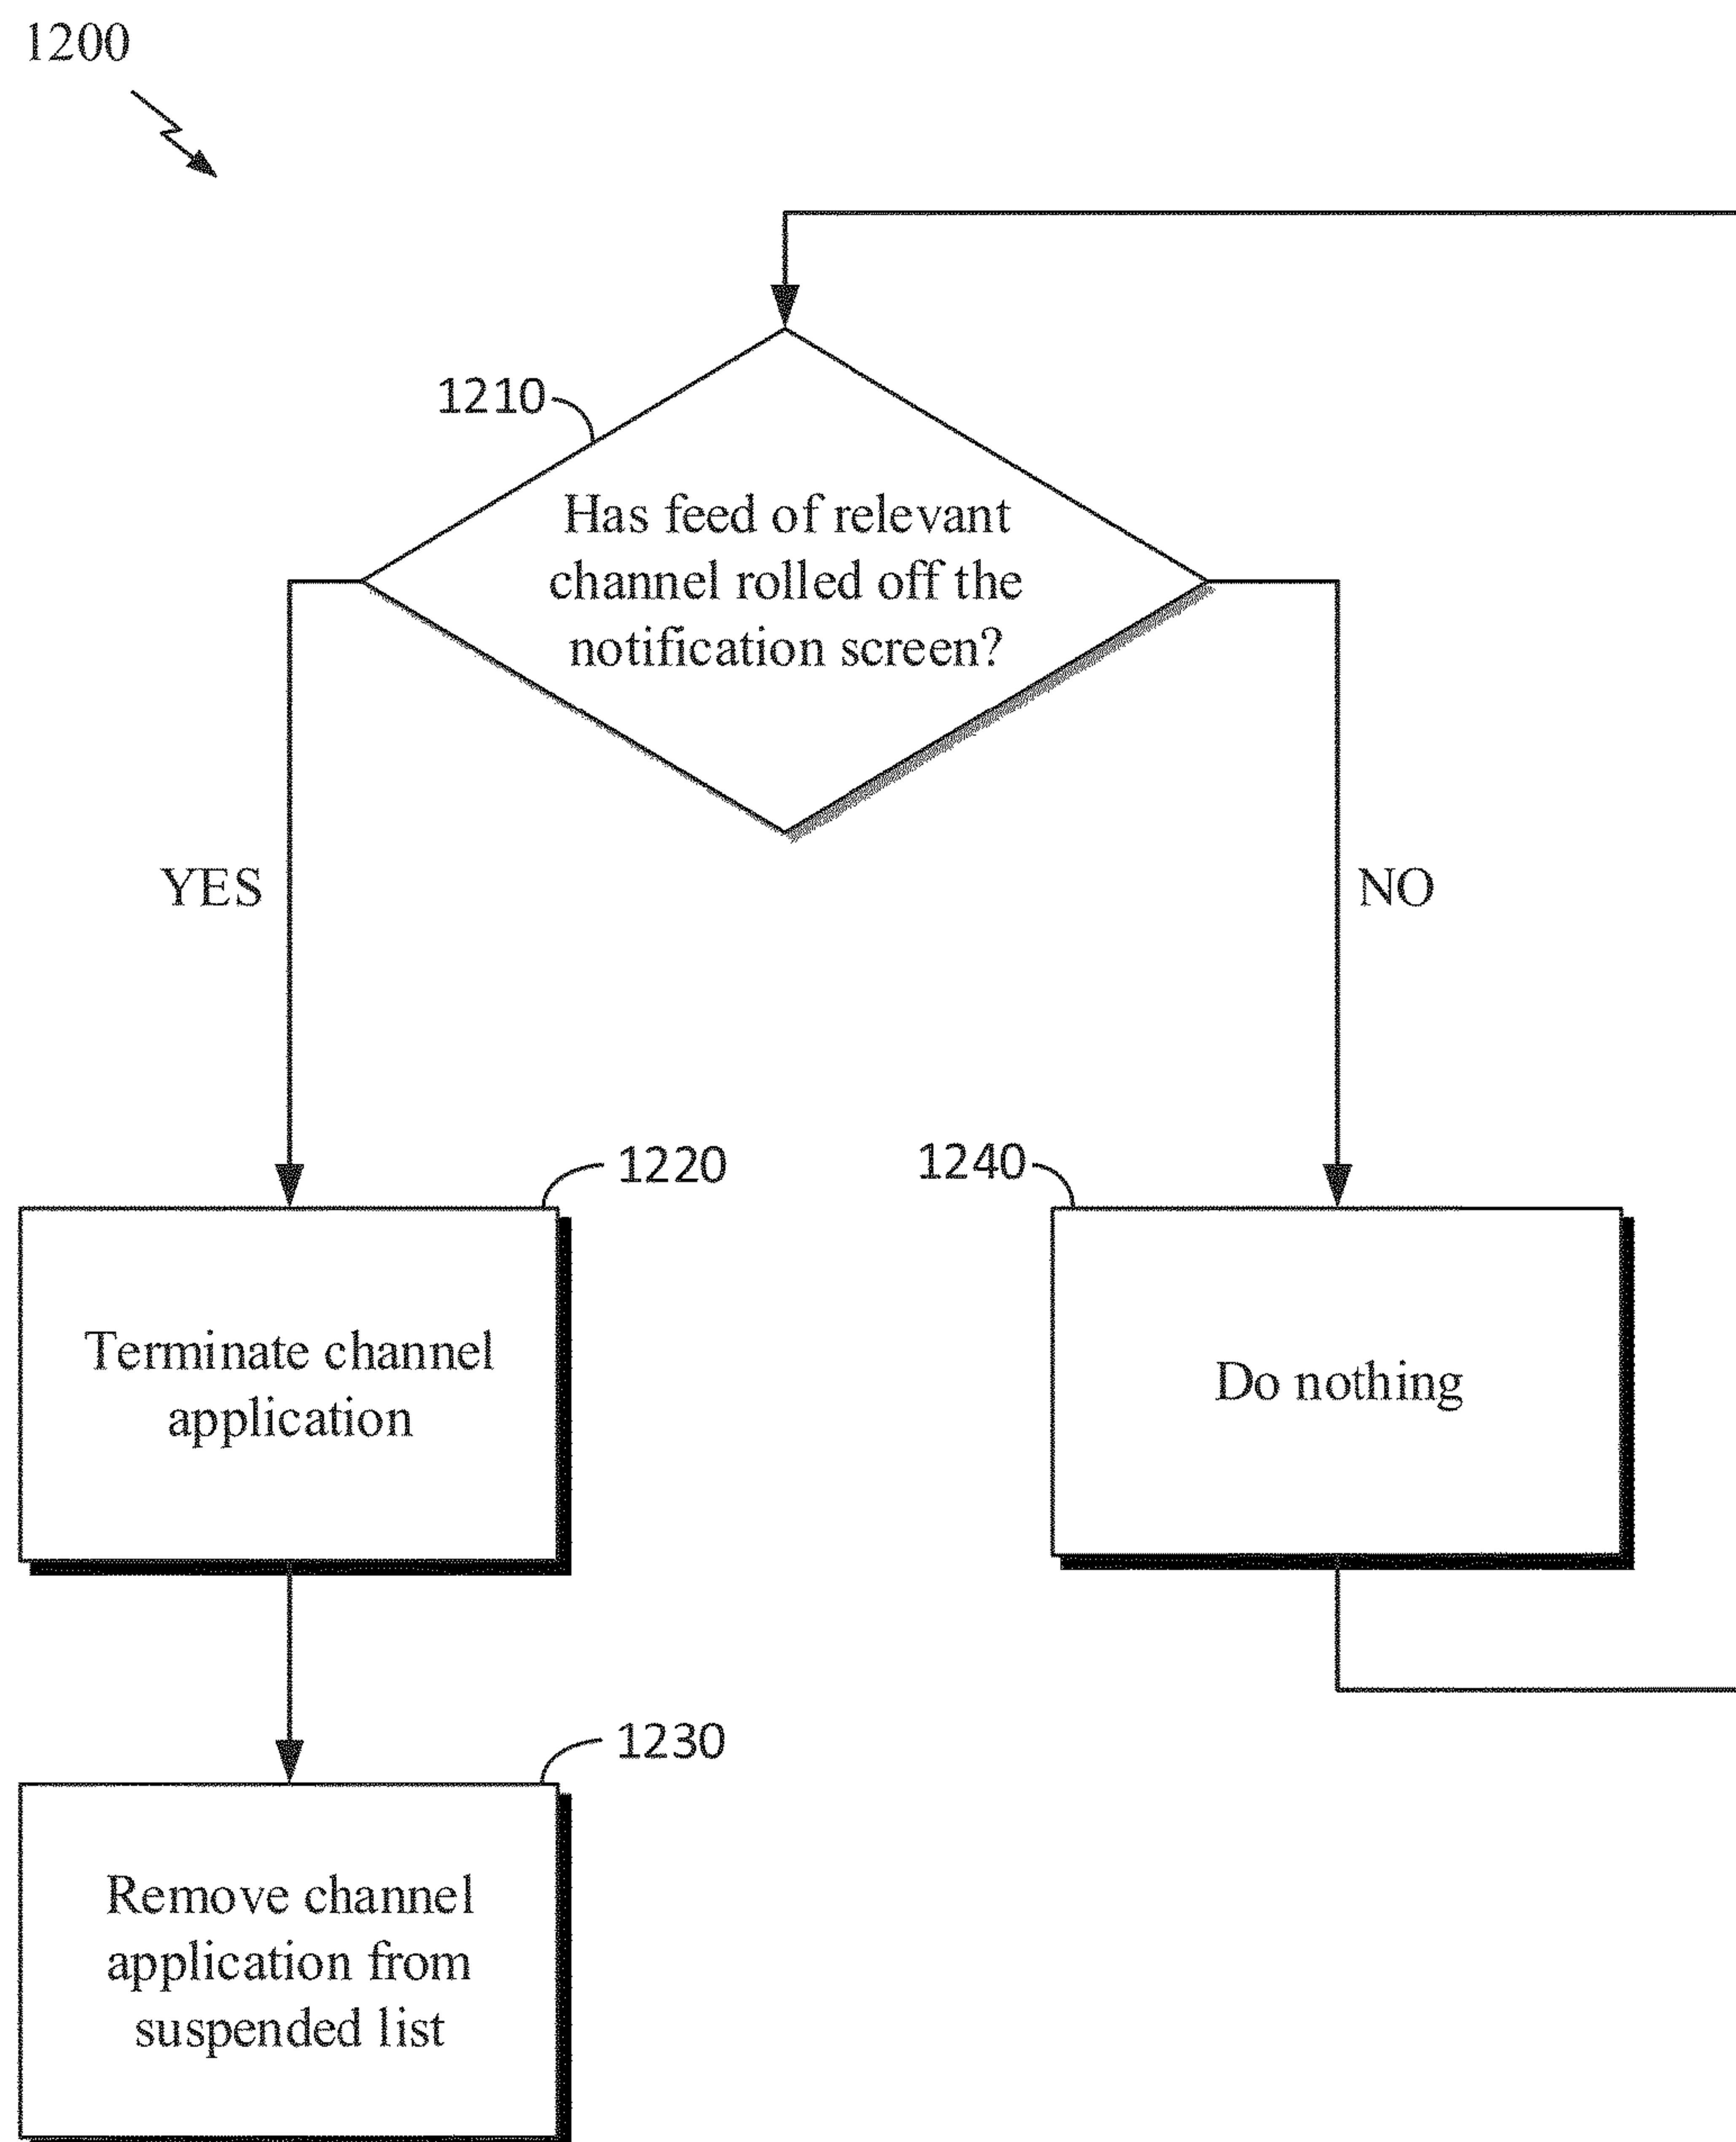 1200
1210
Has feed of relevant
channel rolled off the
notification screen?
YES
NO
1220
1240
Terminate channel
application
Do nothing
1230
Remove channel
application from
suspended list